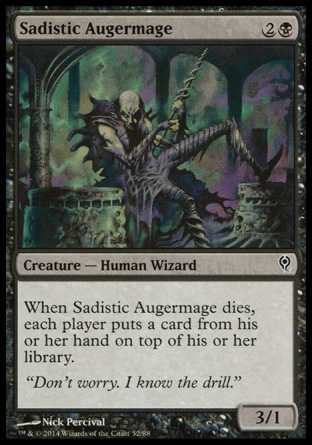 Sadistic Augermage 2
Creature — Human Wizard
When Sadistic Augermage dies,
each player puts a card from his
or her hand on top of his or her
library.
“Don’t worry. I know the drill.”
Nick Percival
™ & © 2014 Wizards of the Coast 52/88
3/1